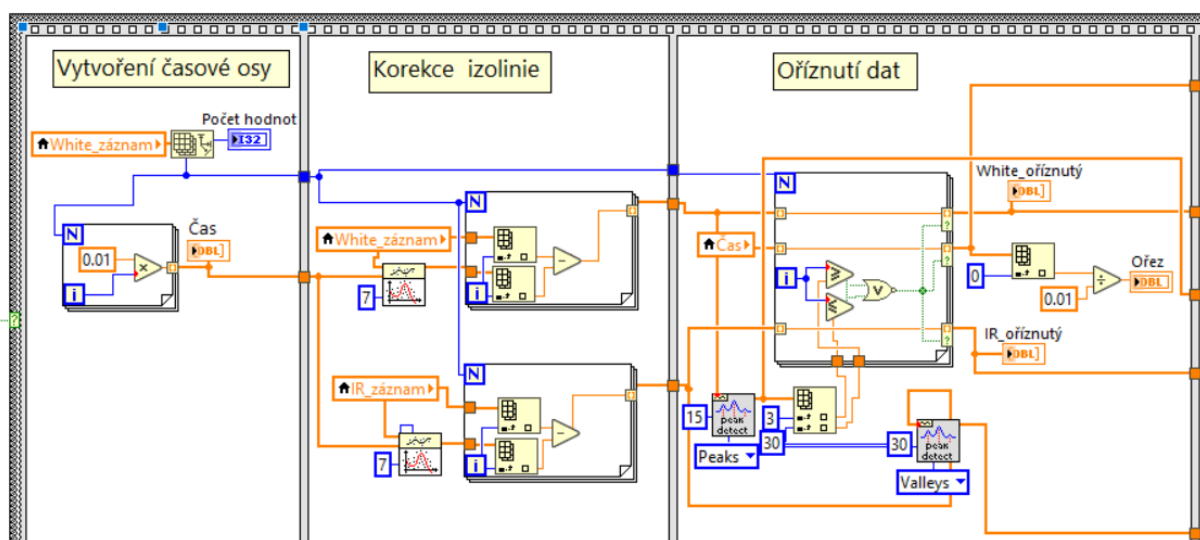 Vytvoření časové osy
Korekce izolinie
Oříznutí dat
Počet hodnot
White_záznam
I32
N
Čas
DBL
0.01
i
N
White_záznam
7
i
N
IR_záznam
7
i
N
White_oříznutý
DBL
Čas
i
V
0
0.01
Ořez
DBL
IR_oříznutý
DBL
15
peak
detect
Peaks
3
30
30
peak
detect
Valleys